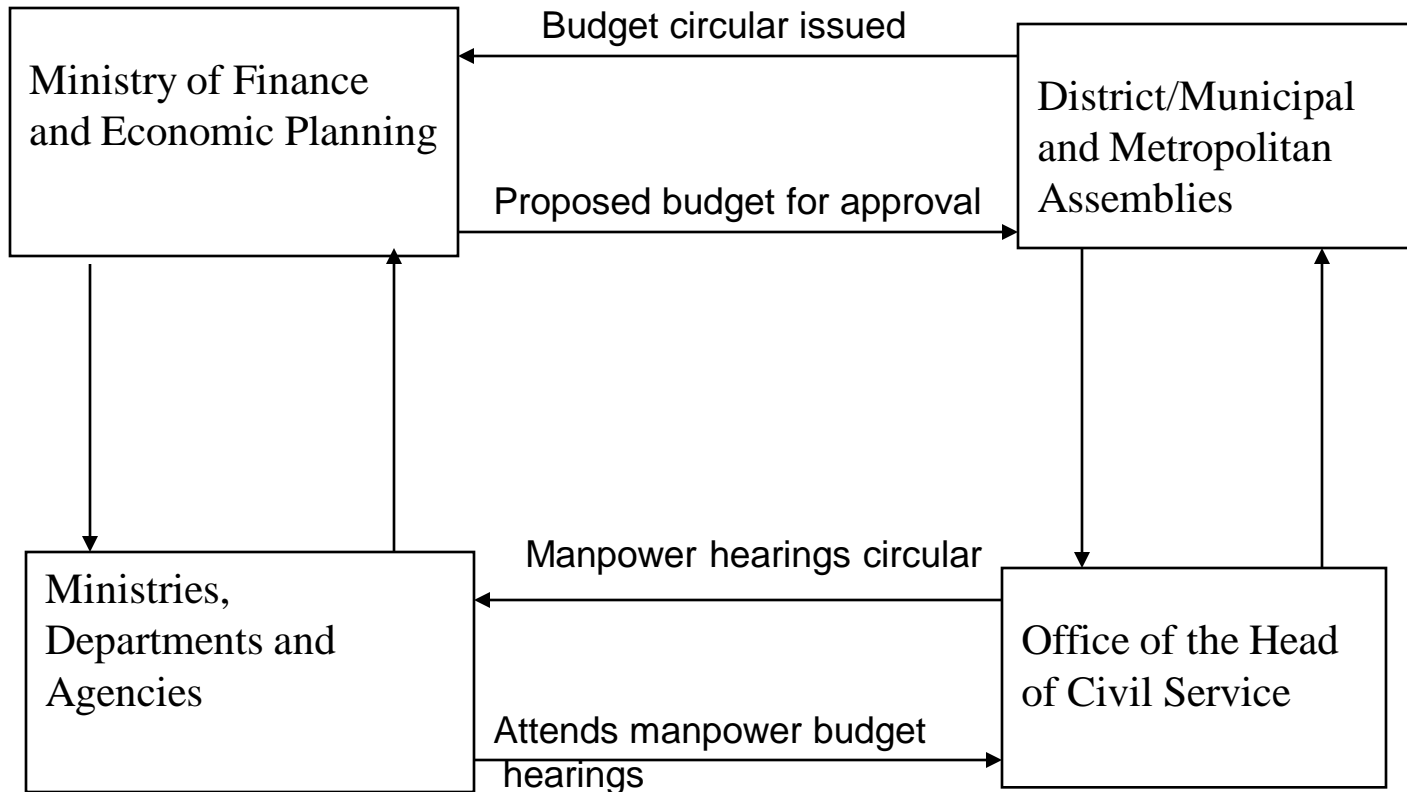 Budget circular issued
Ministry of Finance
and Economic Planning
District/Municipal
and Metropolitan
Assemblies
Proposed budget for approval
Manpower hearings circular
Ministries,
Departments and
Agencies
Office of the Head
of Civil Service
Attends manpower budget
hearings